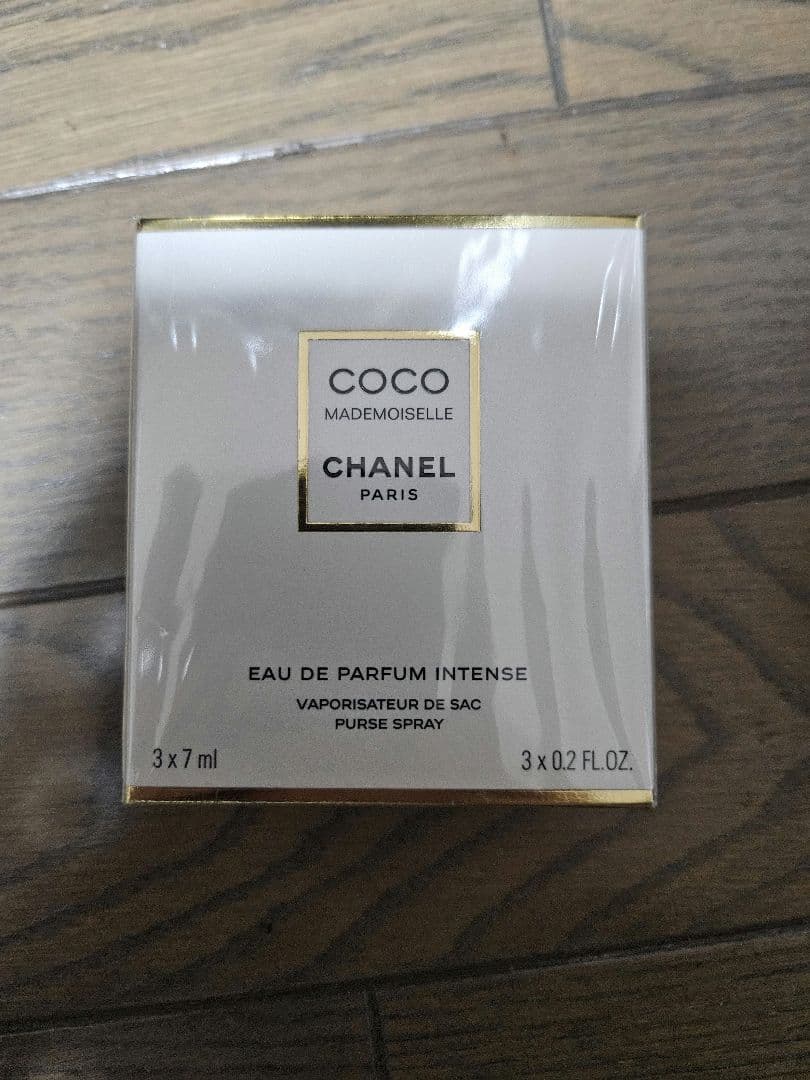 COCO
MADEMOISELLE
CHANEL
PARIS
EAU DE PARFUM INTENSE
VAPORISATEUR DE SAC
PURSE SPRAY
3 x 7 ml
3 x 0.2 FL.OZ.